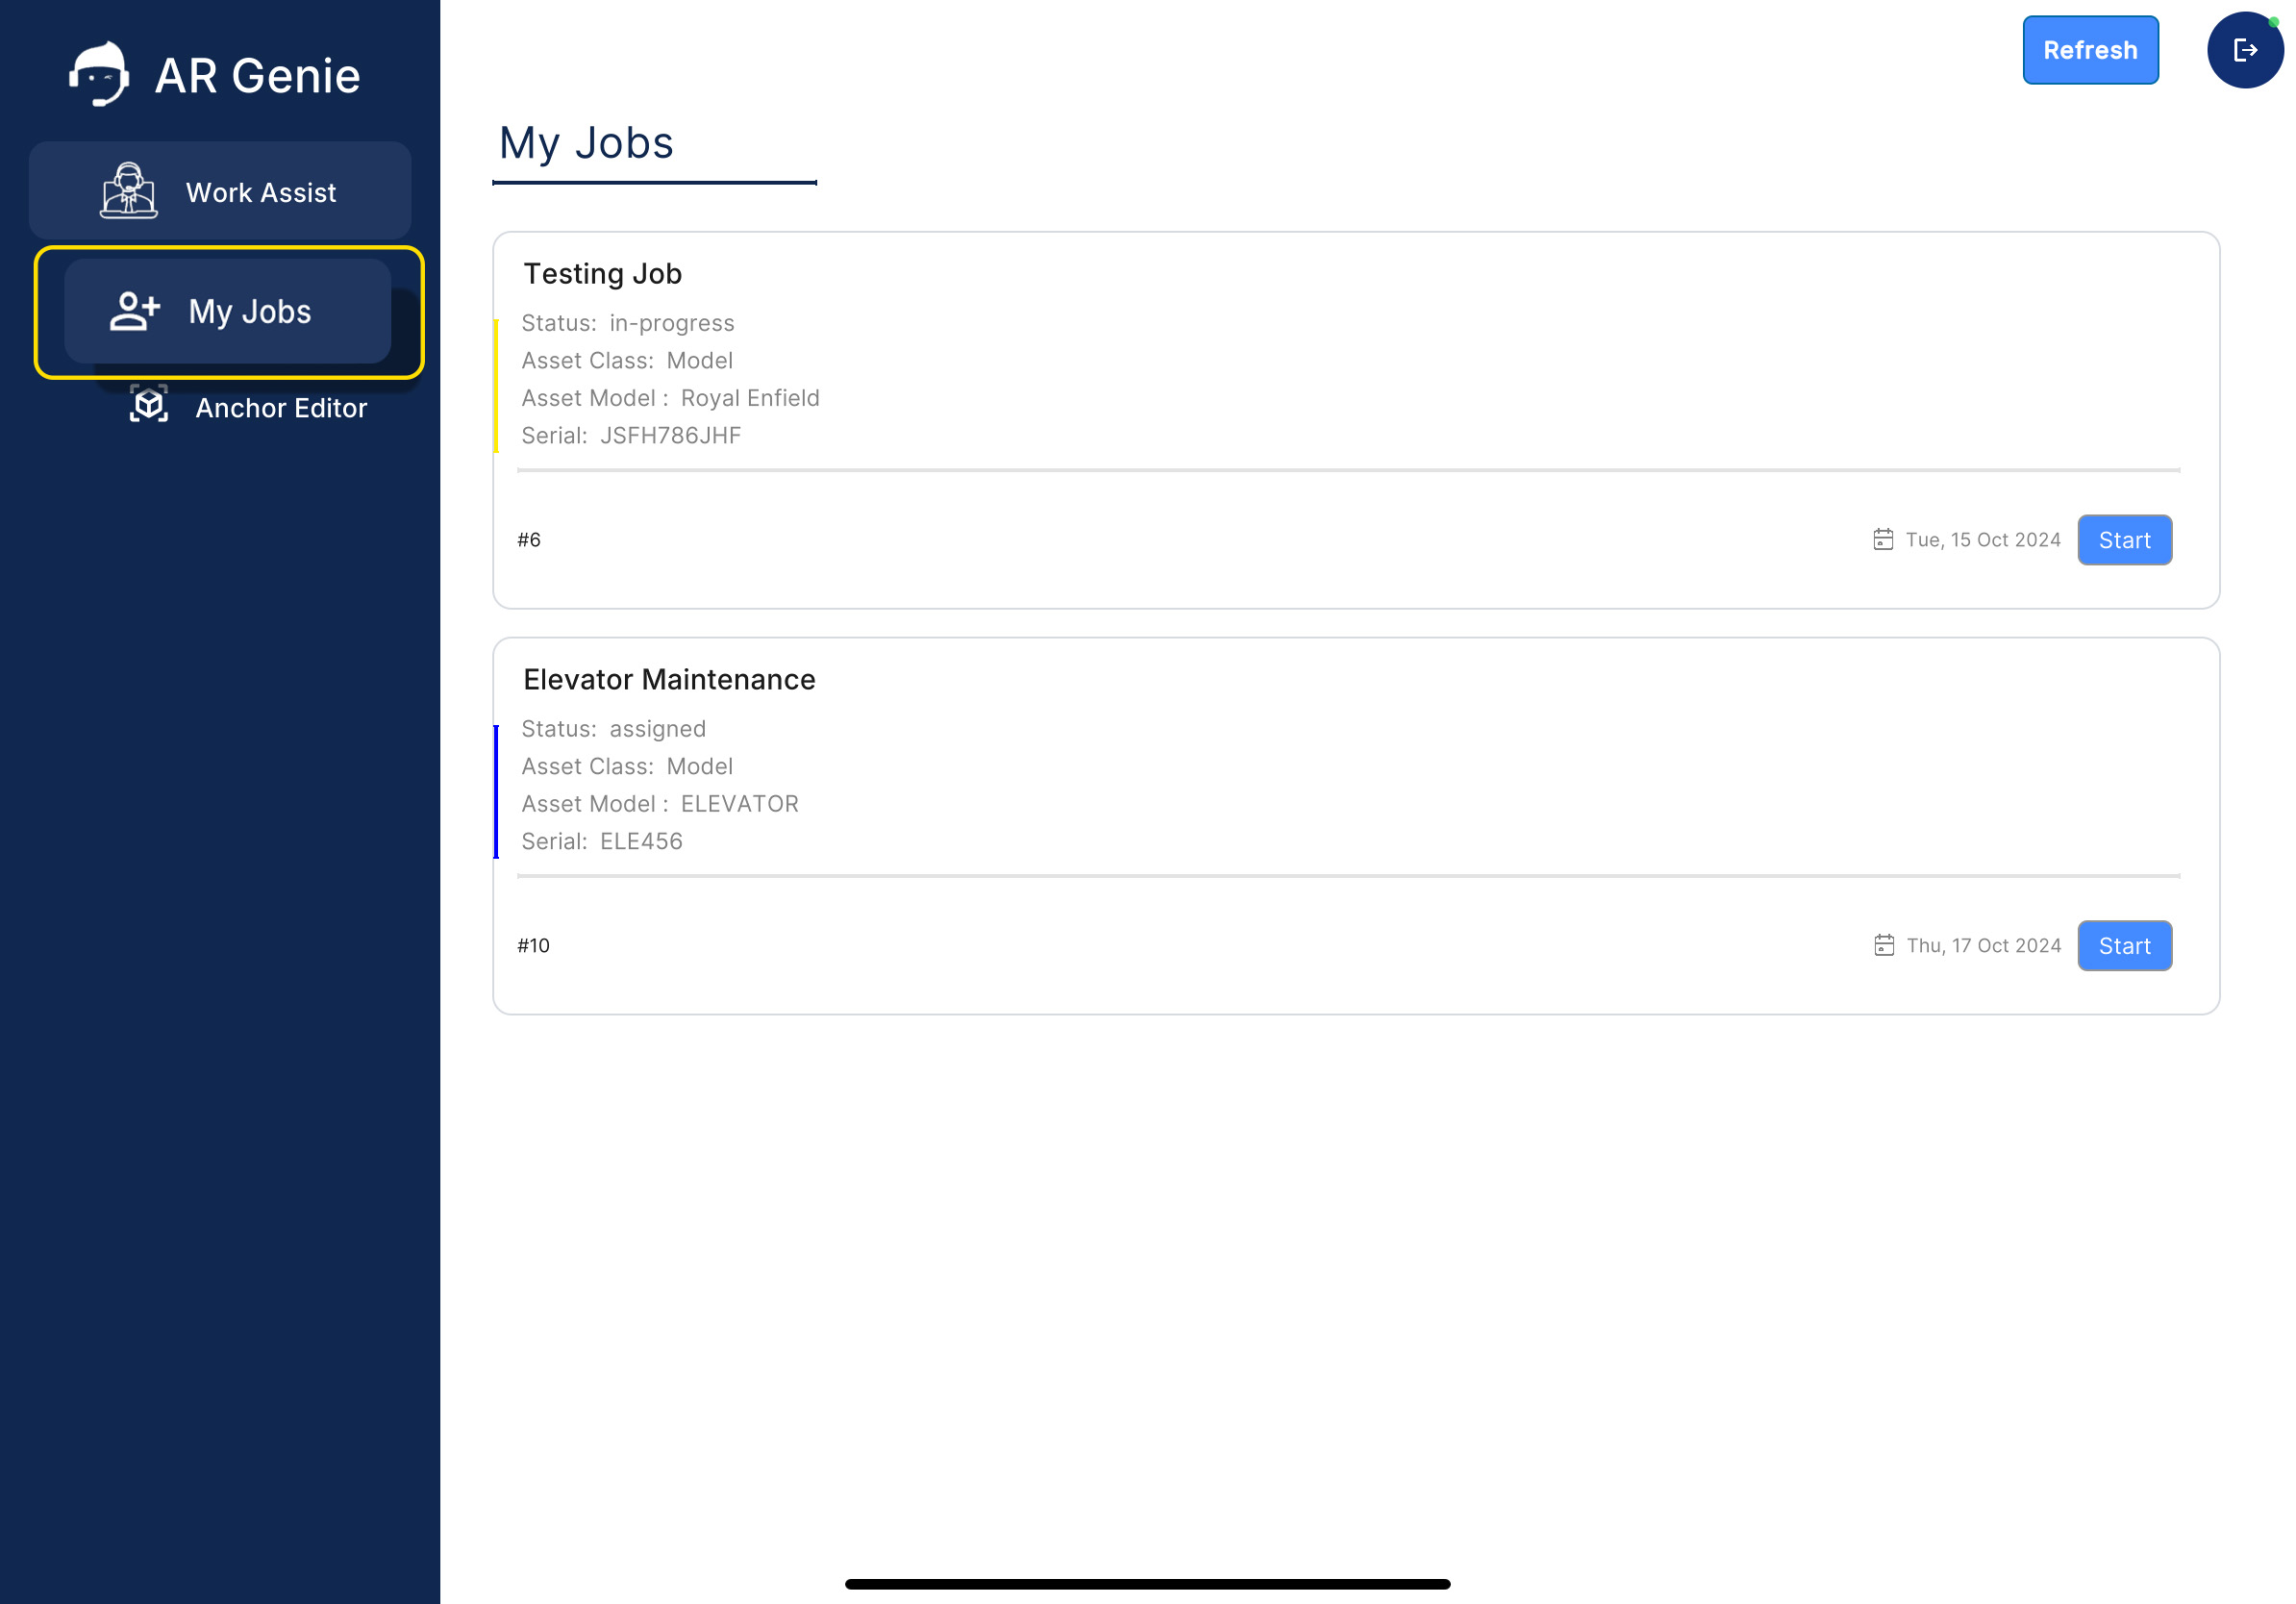 AR Genie
Work Assist
My Jobs
Anchor Editor
Refresh
My Jobs
Testing Job
Status: in-progress
Asset Class: Model
Asset Model : Royal Enfield
Serial: JSFH786JHF
#6
Tue, 15 Oct 2024
Start
Elevator Maintenance
Status: assigned
Asset Class: Model
Asset Model : ELEVATOR
Serial: ELE456
#10
Thu, 17 Oct 2024
Start